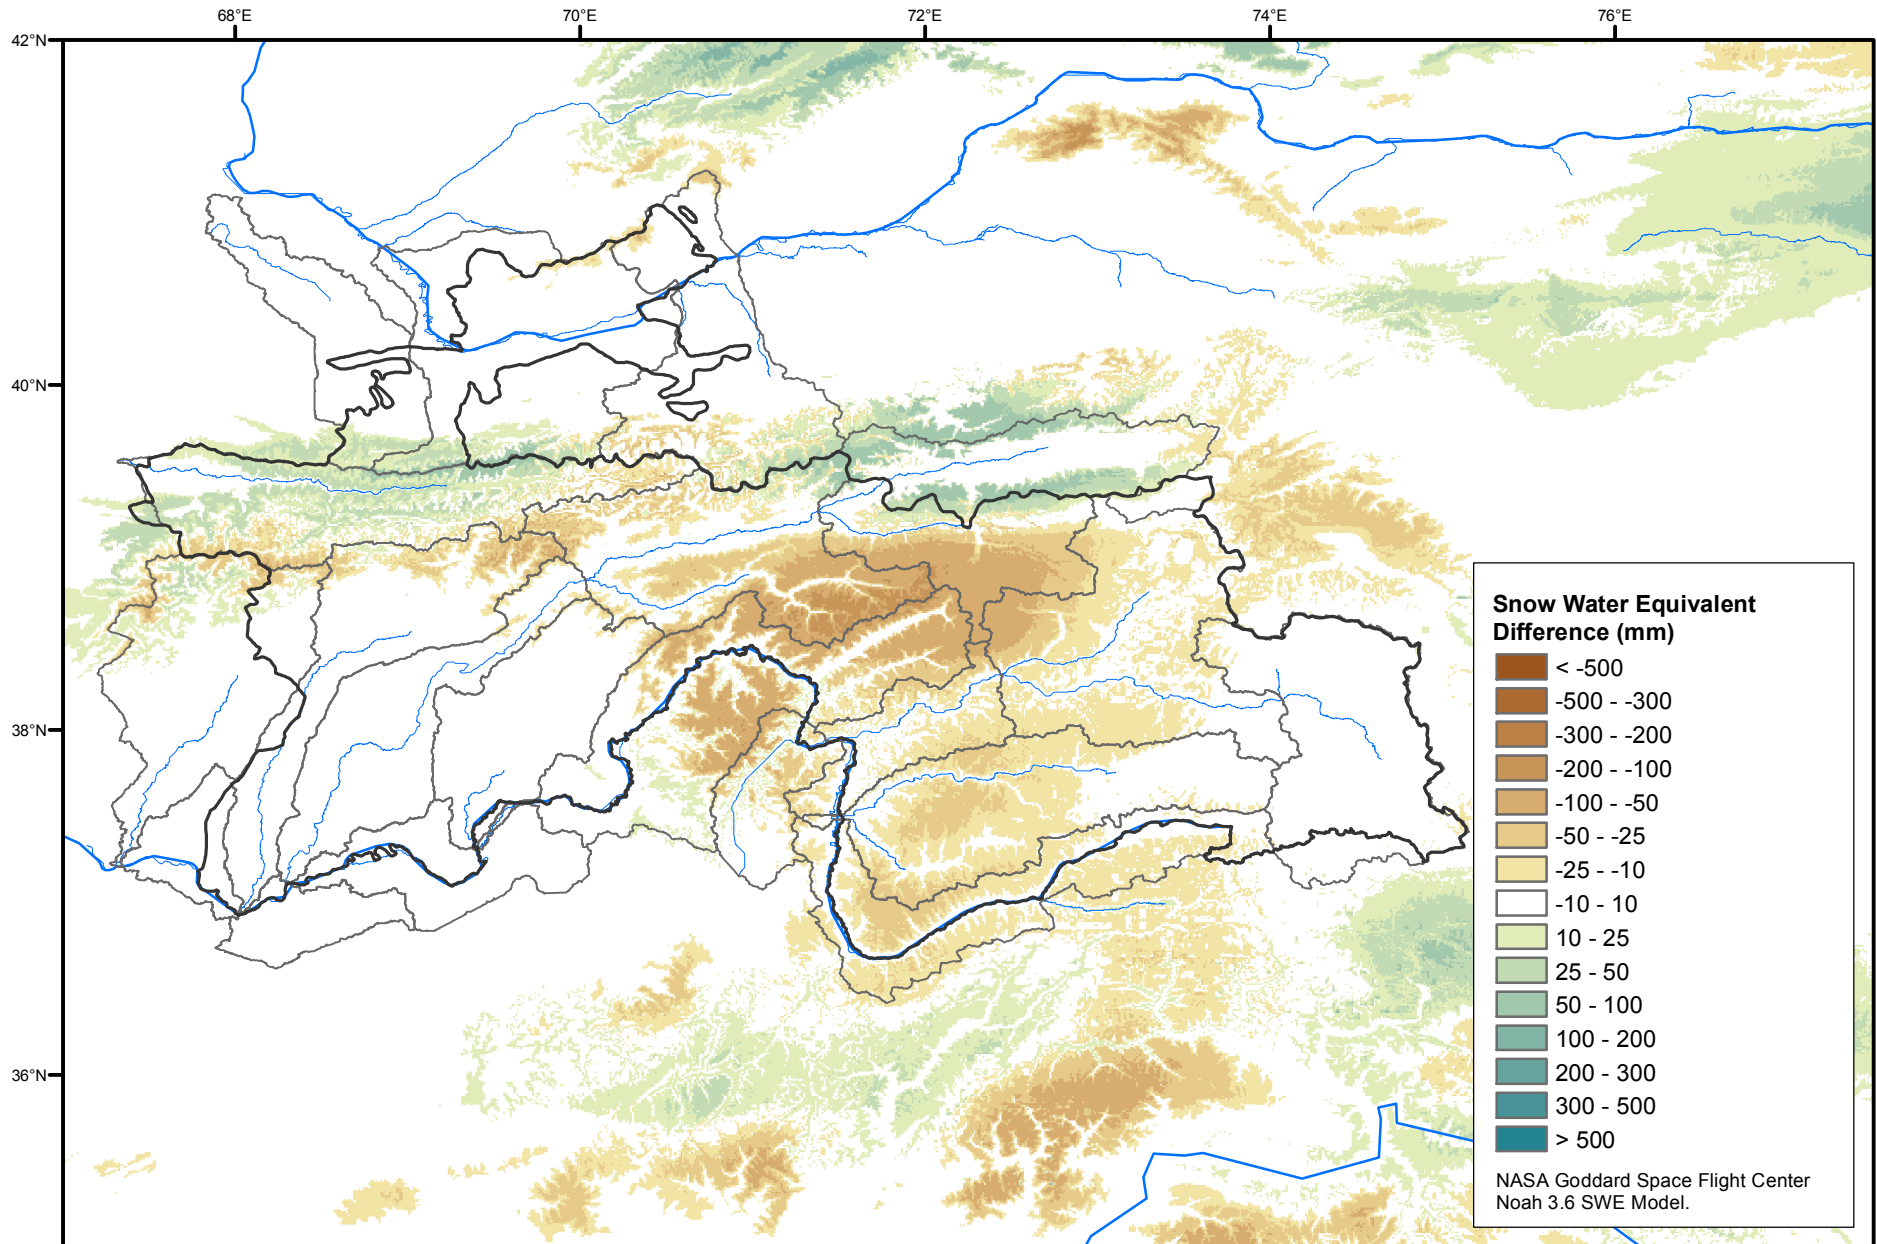 68°E 70°E 72°E 74°E 76°E
42°N
40°N
38°N
36°N
Snow Water Equivalent
Difference (mm)
< -500
-500 - -300
-300 - -200
-200 - -100
-100 - -50
-50 - -25
-25 - -10
-10 - 10
10 - 25
25 - 50
50 - 100
100 - 200
200 - 300
300 - 500
> 500
NASA Goddard Space Flight Center
Noah 3.6 SWE Model.